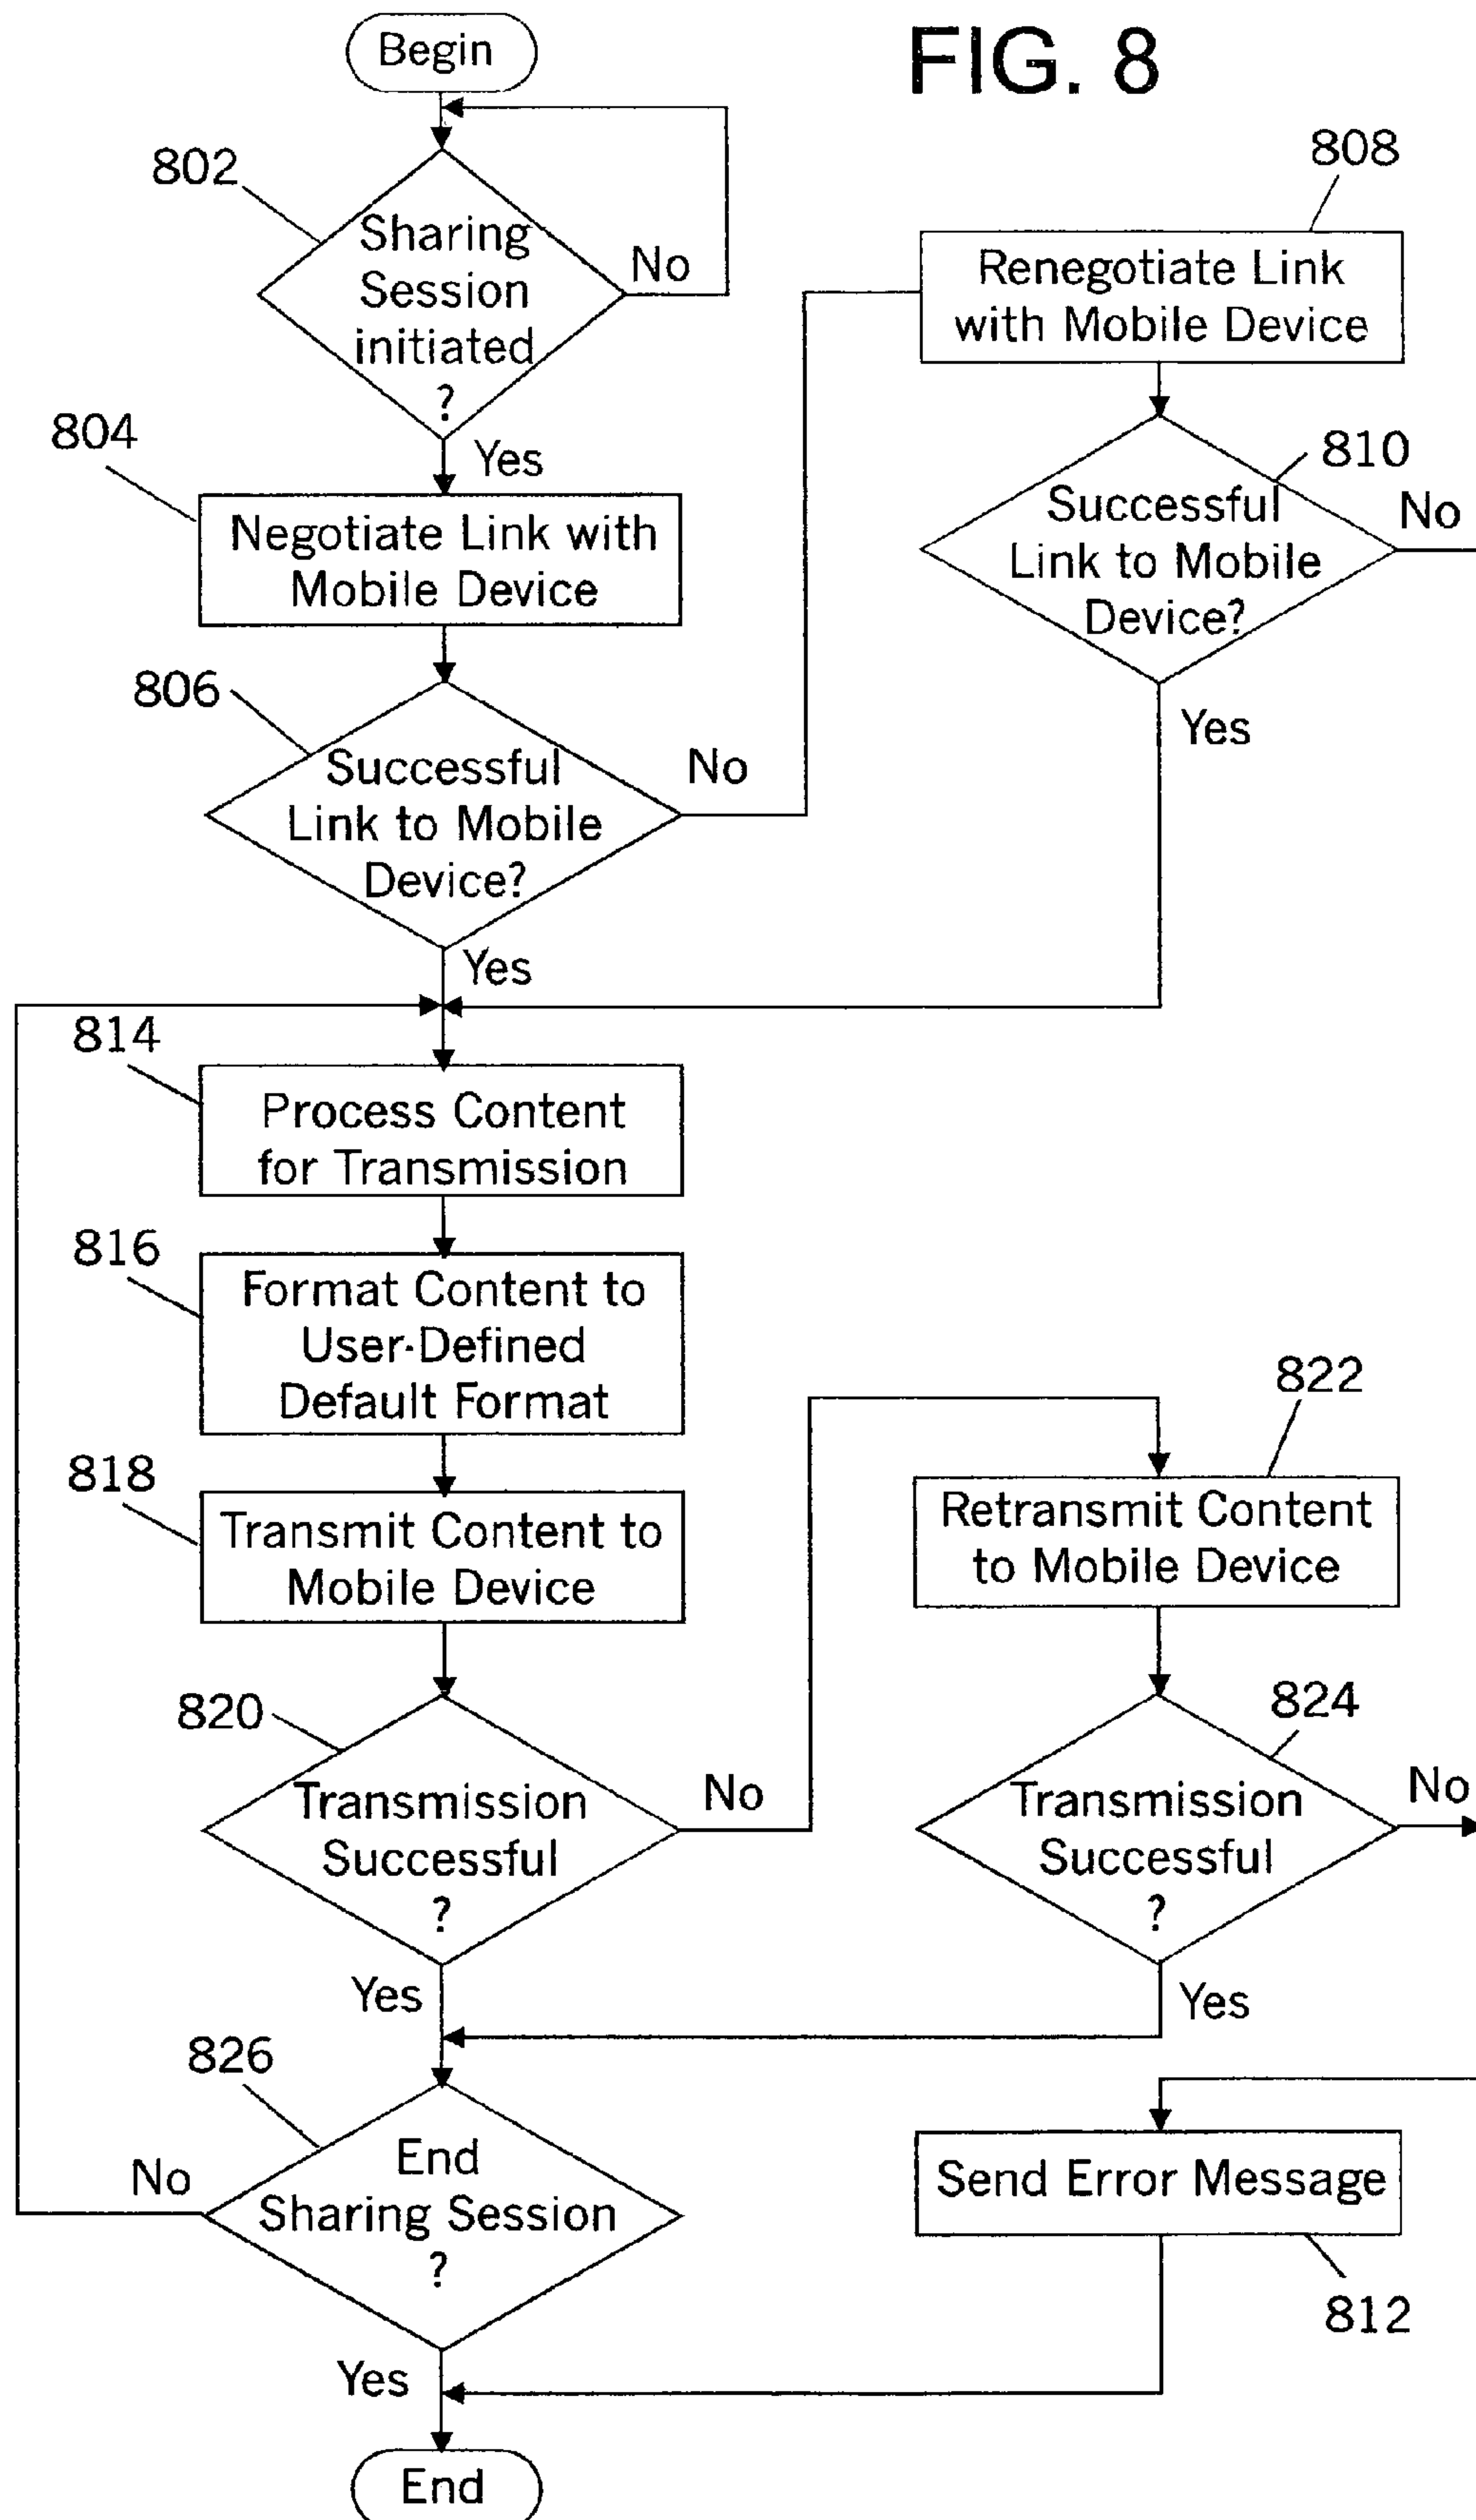 Begin
FIG. 8
802
Sharing
Session
initiated
?
No
Yes
804
Negotiate Link with
Mobile Device
806
Successful
Link to Mobile
Device?
No
Yes
808
Renegotiate Link
with Mobile Device
810
Successful
Link to Mobile
Device?
No
Yes
814
Process Content
for Transmission
816
Format Content to
User-Defined
Default Format
818
Transmit Content to
Mobile Device
820
Transmission
Successful
?
No
Yes
822
Retransmit Content
to Mobile Device
824
Transmission
Successful
?
No
Yes
826
End
Sharing Session
?
No
Yes
Send Error Message
812
End